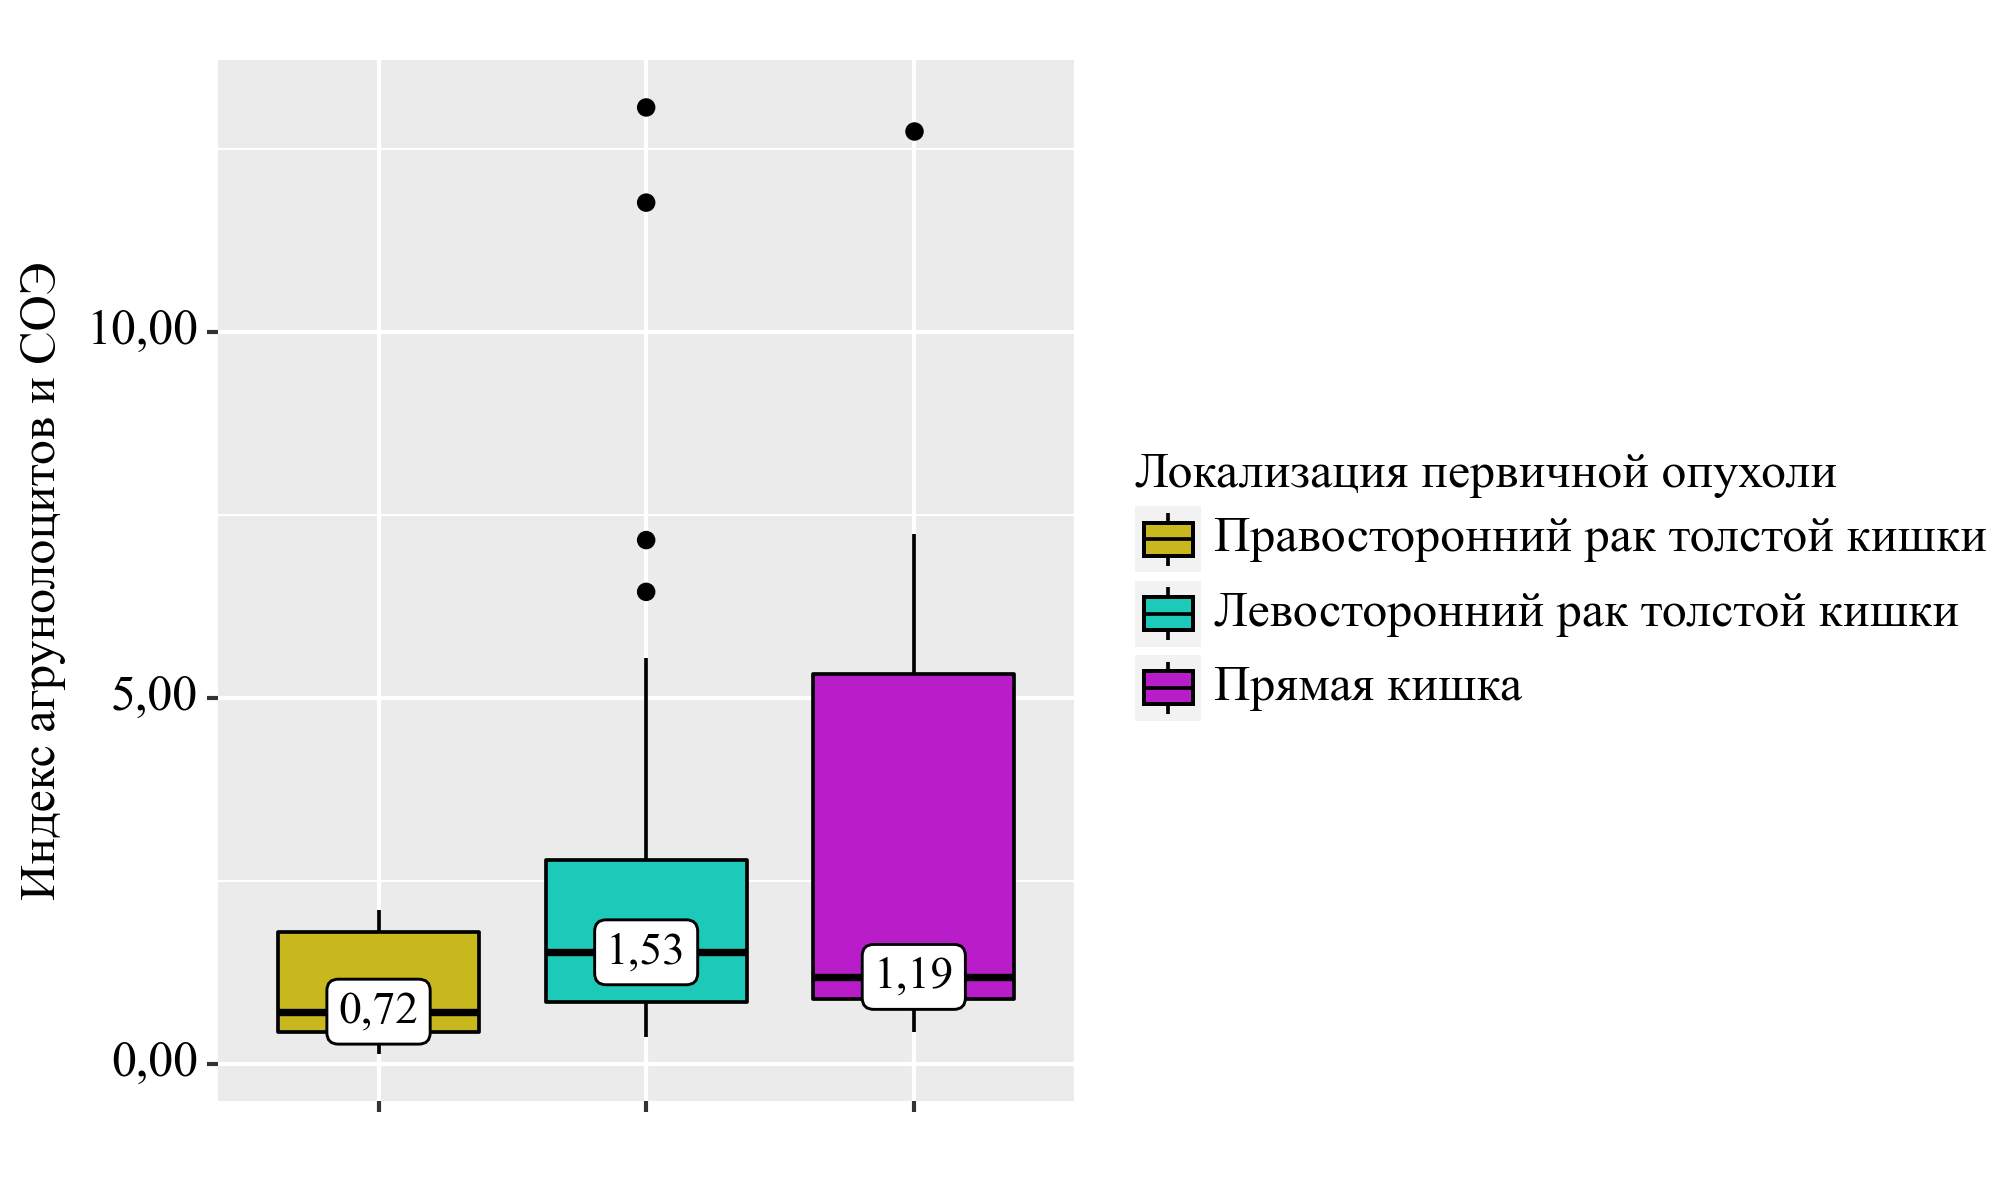 Индекс агрунолоцитов и СОЭ
10,00
5,00
0,00
0,72
1,53
1,19
Локализация первичной опухоли
Правосторонний рак толстой кишки
Левосторонний рак толстой кишки
Прямая кишка